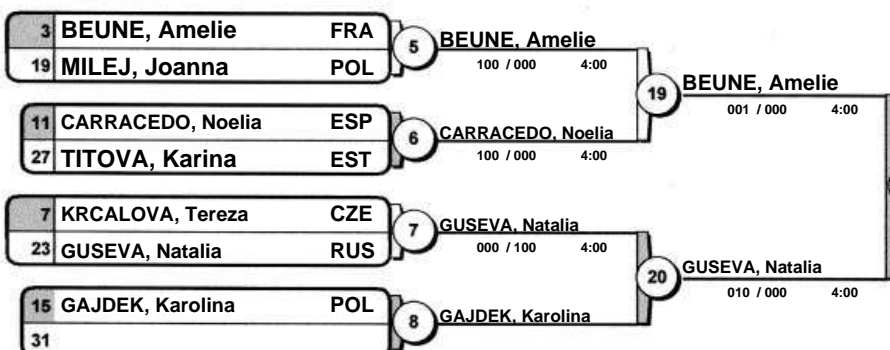 3 BEUNE, Amelie FRA
19 MILEJ, Joanna POL
5
BEUNE, Amelie
100 / 000 4:00
11 CARRACEDO, Noelia ESP
27 TITOVA, Karina EST
6
CARRACEDO, Noelia
100 / 000 4:00
19
BEUNE, Amelie
001 / 000 4:00
7 KRCALOVA, Tereza CZE
23 GUSEVA, Natalia RUS
7
GUSEVA, Natalia
000 / 100 4:00
15 GAJDEK, Karolina POL
31
8
GAJDEK, Karolina
20
GUSEVA, Natalia
010 / 000 4:00